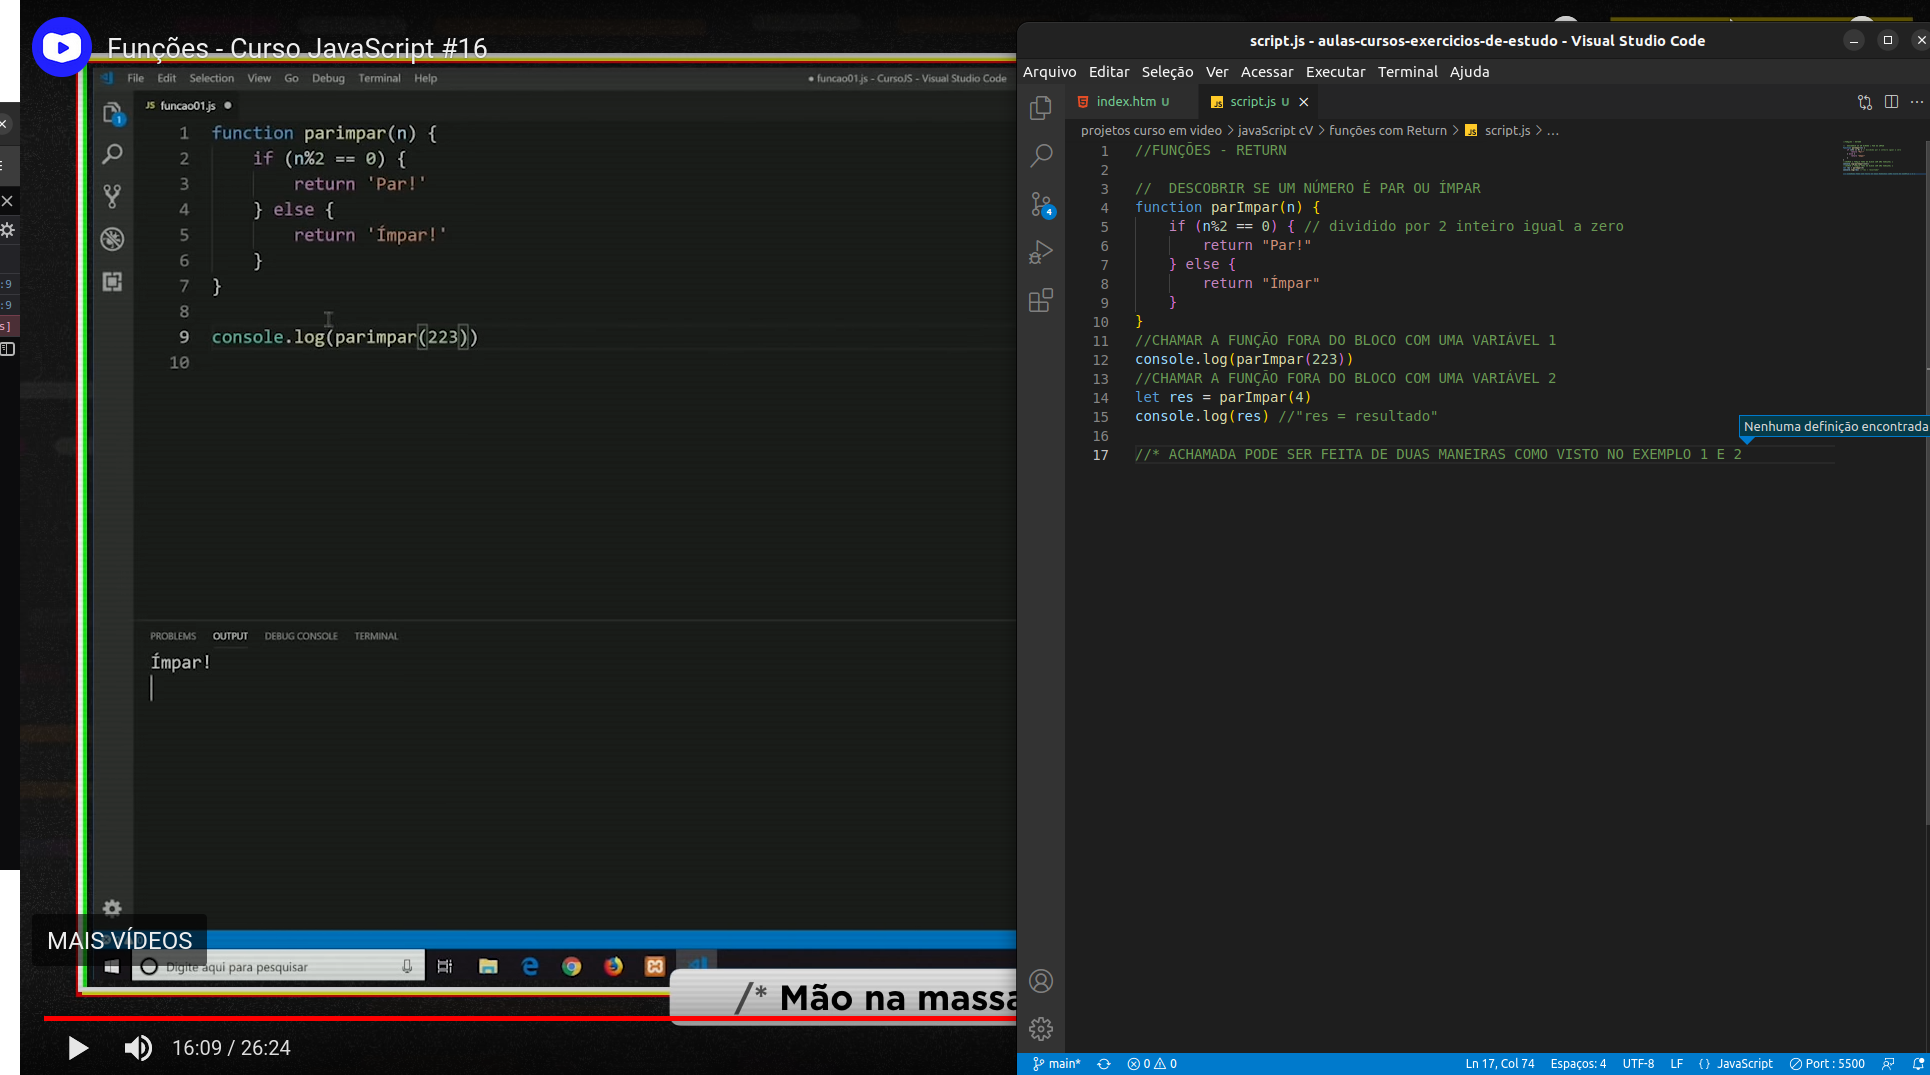 Funções - Curso JavaScript #16
File Edit Selection View Go Debug Terminal Help
● funcao01.js - CursoJS - Visual Studio Code
JS funcao01.js ●
1
1 function parimpar(n) {
2 if (n%2 == 0) {
3 return 'Par!'
4 } else {
5 return 'Ímpar!'
6 }
7 }
8
9 console.log(parimpar(223))
10
PROBLEMS OUTPUT DEBUG CONSOLE TERMINAL
Ímpar!
MAIS VÍDEOS
Digite aqui para pesquisar
/* Mão na massa
16:09 / 26:24
:9
:9
s]
script.js - aulas-cursos-exercicios-de-estudo - Visual Studio Code
Arquivo Editar Seleção Ver Acessar Executar Terminal Ajuda
index.htm U JS script.js U
projetos curso em video > javaScript cV > funções com Return > JS script.js > ...
4
1 //FUNÇÕES - RETURN
2
3 //  DESCOBRIR SE UM NÚMERO É PAR OU ÍMPAR
4 function parImpar(n) {
5 if (n%2 == 0) { // dividido por 2 inteiro igual a zero
6 return "Par!"
7 } else {
8 return "Ímpar"
9 }
10 }
11 //CHAMAR A FUNÇÃO FORA DO BLOCO COM UMA VARIÁVEL 1
12 console.log(parImpar(223))
13 //CHAMAR A FUNÇÃO FORA DO BLOCO COM UMA VARIÁVEL 2
14 let res = parImpar(4)
15 console.log(res) //"res = resultado"
16
Nenhuma definição encontrada
17 //* ACHAMADA PODE SER FEITA DE DUAS MANEIRAS COMO VISTO NO EXEMPLO 1 E 2
main* 0 0 Ln 17, Col 74 Espaços: 4 UTF-8 LF {} JavaScript Port : 5500